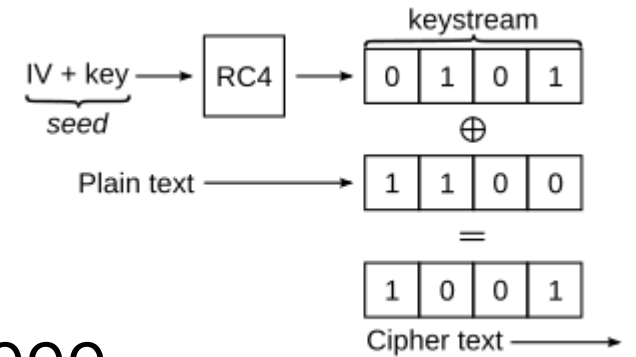 keystream
IV + key RC4 0 1 0 1
seed
⊕
Plain text 1 1 0 0
=
1 0 0 1
Cipher text